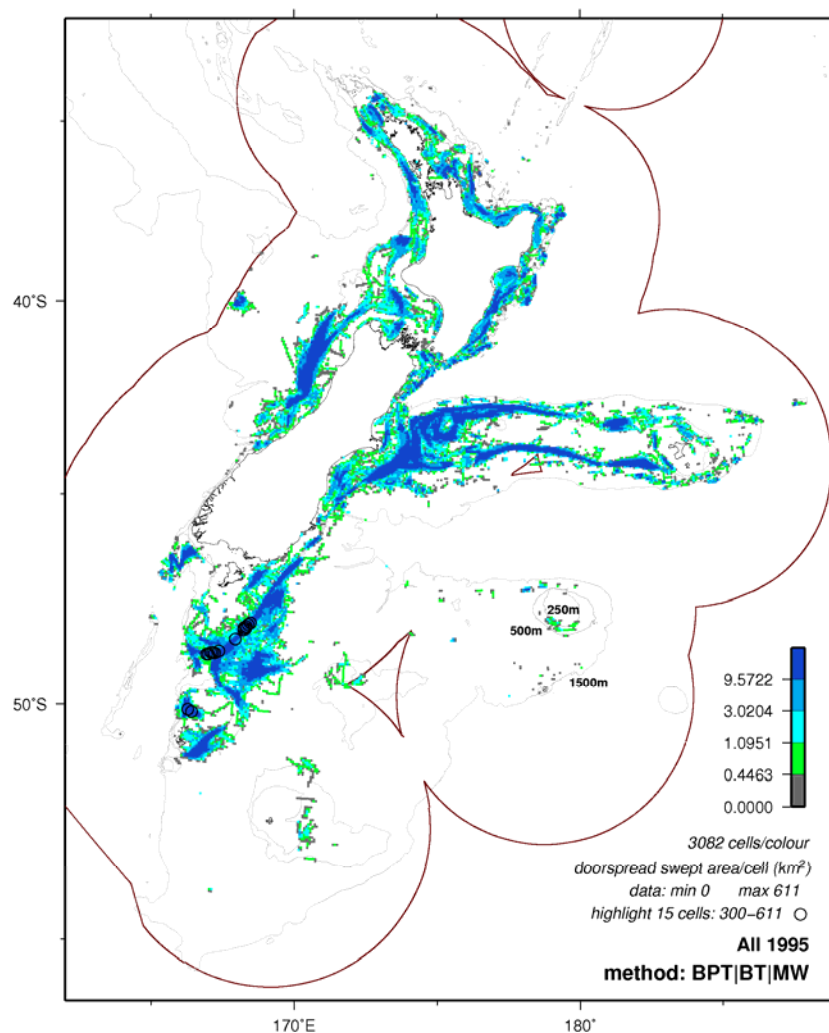 40°S
250m
500m
1500m
50°S
9.5722
3.0204
1.0951
0.4463
0.0000
3082 cells/colour
doorspread swept area/cell (km²)
data: min 0 max 611
highlight 15 cells: 300−611
All 1995
method: BPT|BT|MW
170°E
180°